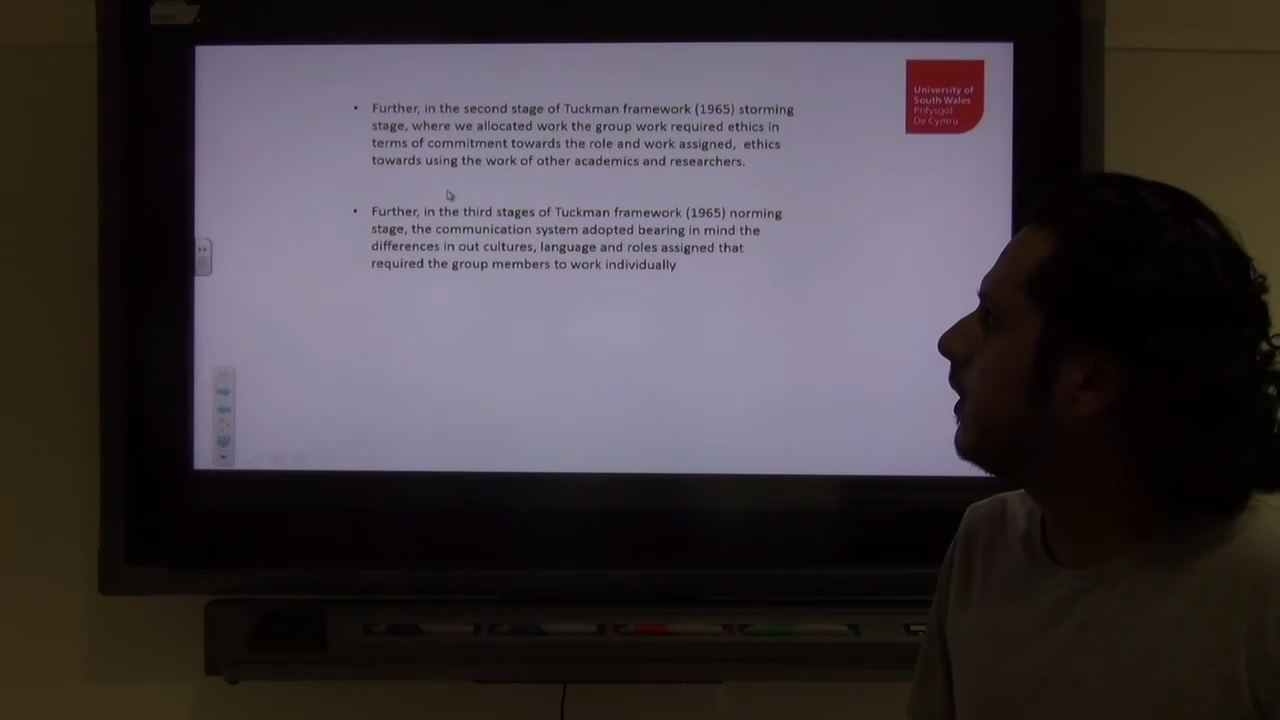 • Further, in the second stage of Tuckman framework (1965) storming
stage, where we allocated work the group work required ethics in
terms of commitment towards the role and work assigned, ethics
towards using the work of other academics and researchers.
• Further, in the third stages of Tuckman framework (1965) norming
stage, the communication system adopted bearing in mind the
differences in out cultures, language and roles assigned that
required the group members to work individually
University of
South Wales
Prifysgol
De Cymru